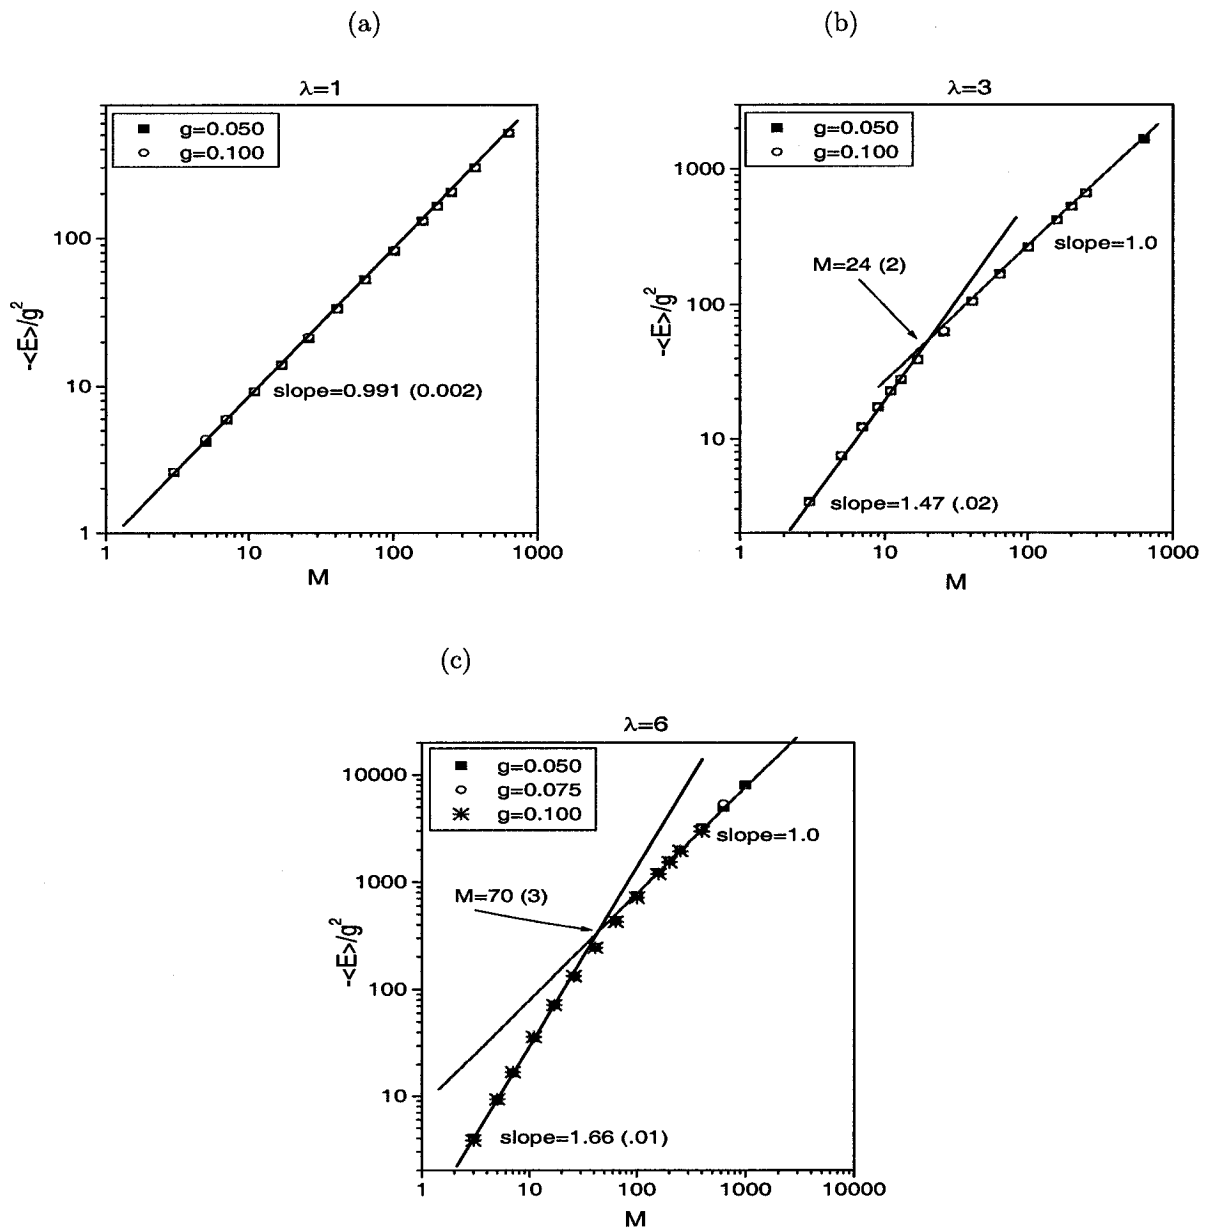 (a)
λ=1
g=0.050
g=0.100
100
10
1
-<E>/g²
slope=0.991 (0.002)
1
10
100
1000
M
(b)
λ=3
g=0.050
g=0.100
1000
100
10
-<E>/g²
M=24 (2)
slope=1.0
slope=1.47 (.02)
1
10
100
1000
M
(c)
λ=6
g=0.050
g=0.075
g=0.100
10000
1000
100
10
-<E>/g²
M=70 (3)
slope=1.0
slope=1.66 (.01)
1
10
100
1000
10000
M